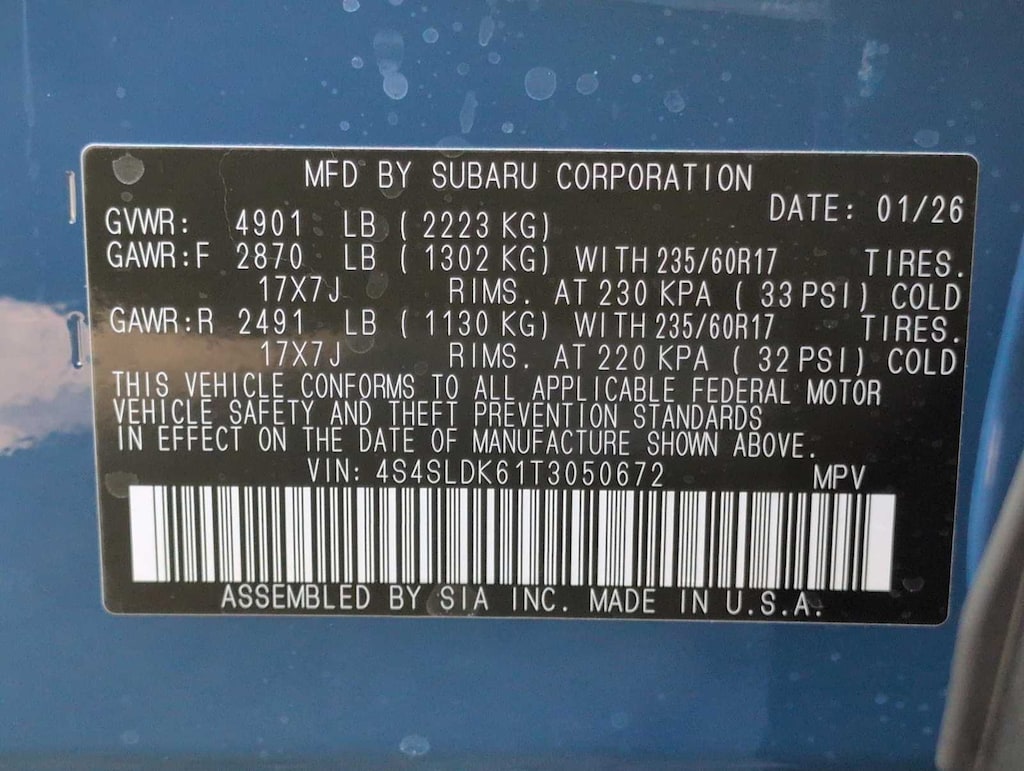 MFD BY SUBARU CORPORATION
DATE: 01/26
GVWR: 4901 LB ( 2223 KG)
GAWR:F 2870 LB ( 1302 KG) WITH 235/60R17 TIRES.
17X7J RIMS. AT 230 KPA ( 33 PSI) COLD
GAWR:R 2491 LB ( 1130 KG) WITH 235/60R17 TIRES.
17X7J RIMS. AT 220 KPA ( 32 PSI) COLD
THIS VEHICLE CONFORMS TO ALL APPLICABLE FEDERAL MOTOR
VEHICLE SAFETY AND THEFT PREVENTION STANDARDS
IN EFFECT ON THE DATE OF MANUFACTURE SHOWN ABOVE.
VIN: 4S4SLDK61T3050672 MPV
ASSEMBLED BY SIA INC. MADE IN U.S.A.